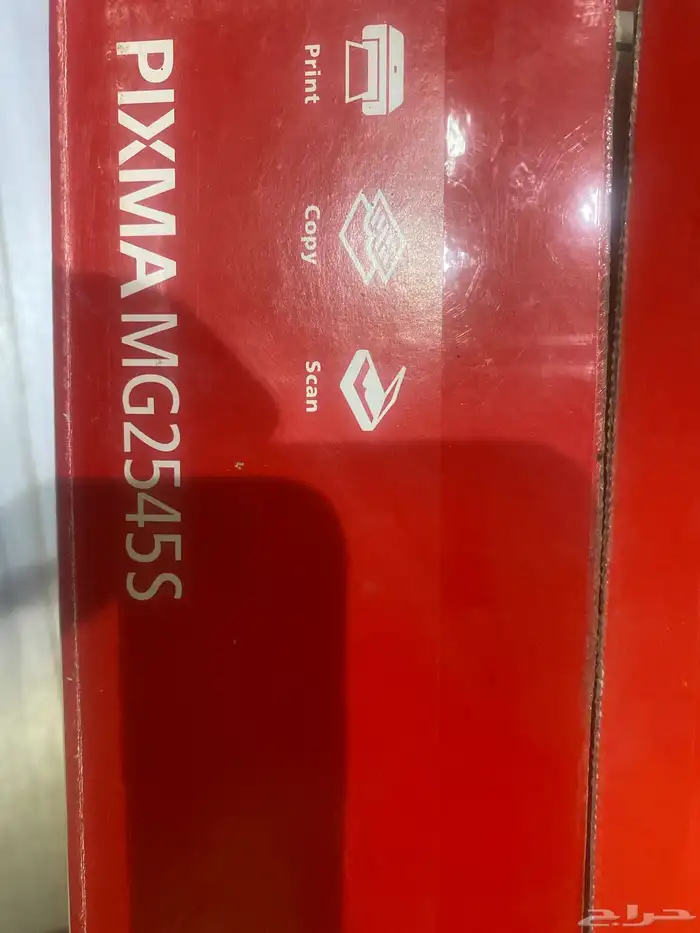 PIXMA MG2545S
Print
Copy
Scan
حراج